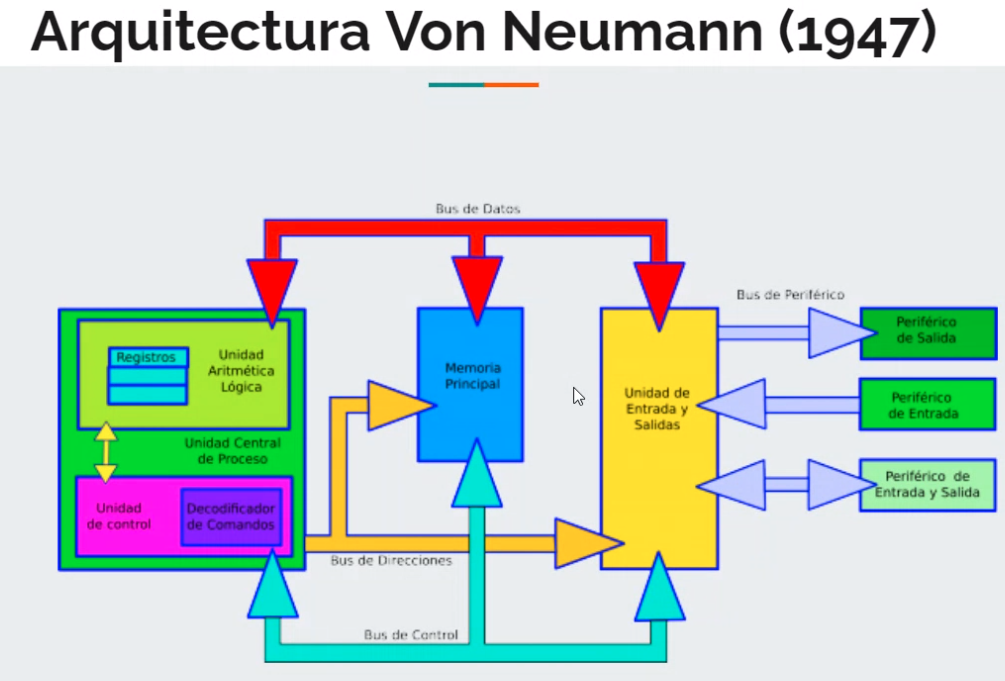 Arquitectura Von Neumann (1947)
Bus de Datos
Bus de Periférico
Registros
Unidad
Aritmética
Lógica
Unidad Central
de Proceso
Unidad
de control
Decodificador
de Comandos
Memoria
Principal
Unidad de
Entrada y
Salidas
Periférico
de Salida
Periférico
de Entrada
Periférico de
Entrada y Salida
Bus de Direcciones
Bus de Control